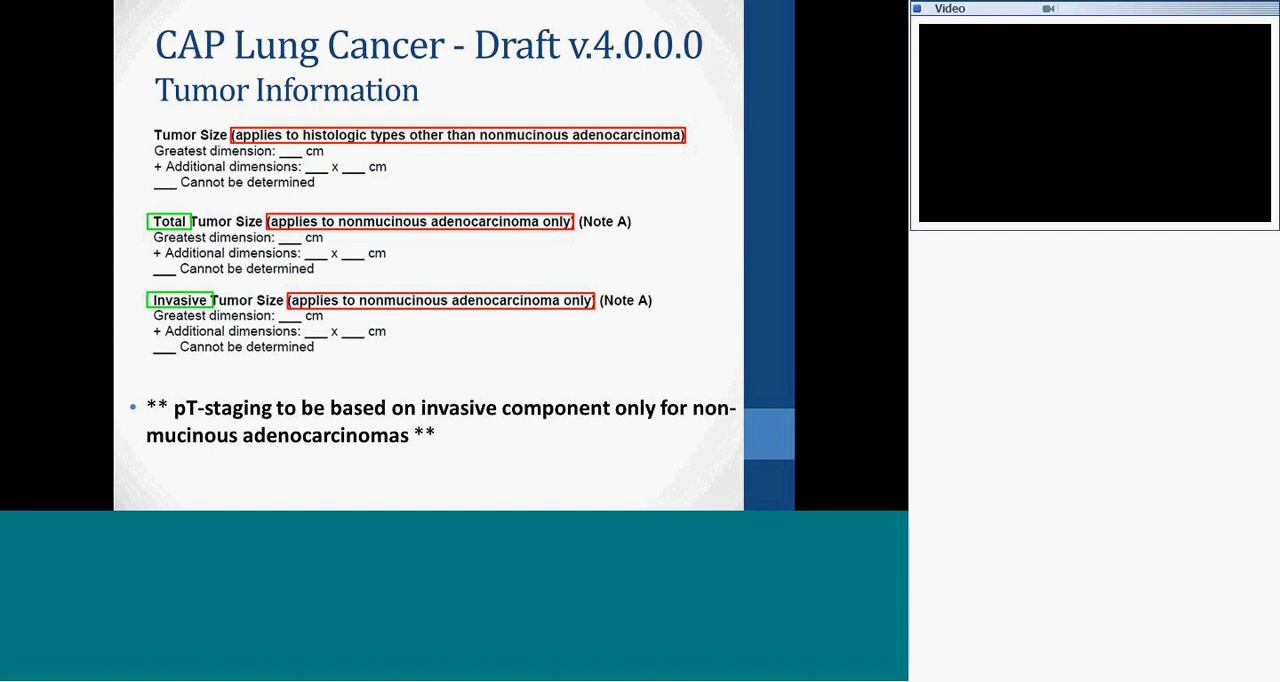 CAP Lung Cancer - Draft v.4.0.0.0
Tumor Information
Tumor Size (applies to histologic types other than nonmucinous adenocarcinoma)
Greatest dimension: ___ cm
+ Additional dimensions: ___ x ___ cm
___ Cannot be determined
Total Tumor Size (applies to nonmucinous adenocarcinoma only) (Note A)
Greatest dimension: ___ cm
+ Additional dimensions: ___ x ___ cm
___ Cannot be determined
Invasive Tumor Size (applies to nonmucinous adenocarcinoma only) (Note A)
Greatest dimension: ___ cm
+ Additional dimensions: ___ x ___ cm
___ Cannot be determined
• ** pT-staging to be based on invasive component only for non-
mucinous adenocarcinomas **
Video